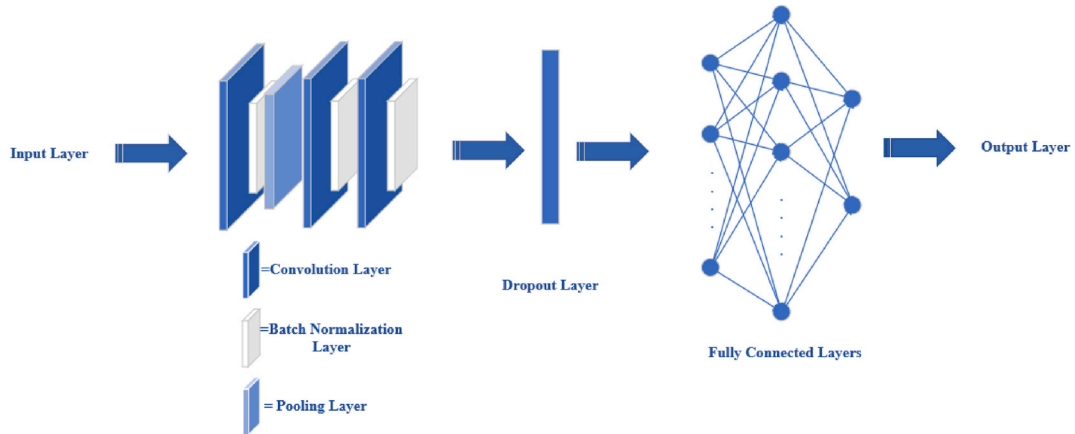 Input Layer
Output Layer
=Convolution Layer
Dropout Layer
=Batch Normalization
Layer
Fully Connected Layers
= Pooling Layer